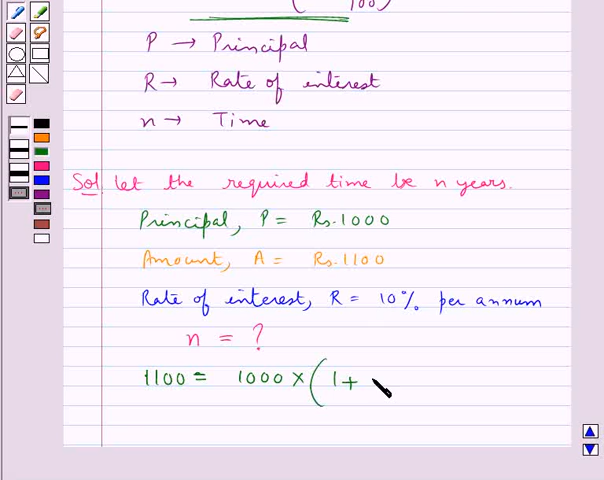 100)
P → Principal
R → Rate of interest
n → Time
Sol let the required time be n years.
Principal, P = Rs.1000
Amount, A = Rs.1100
Rate of interest, R = 10% per annum
n = ?
1100 = 1000 × ( 1 +